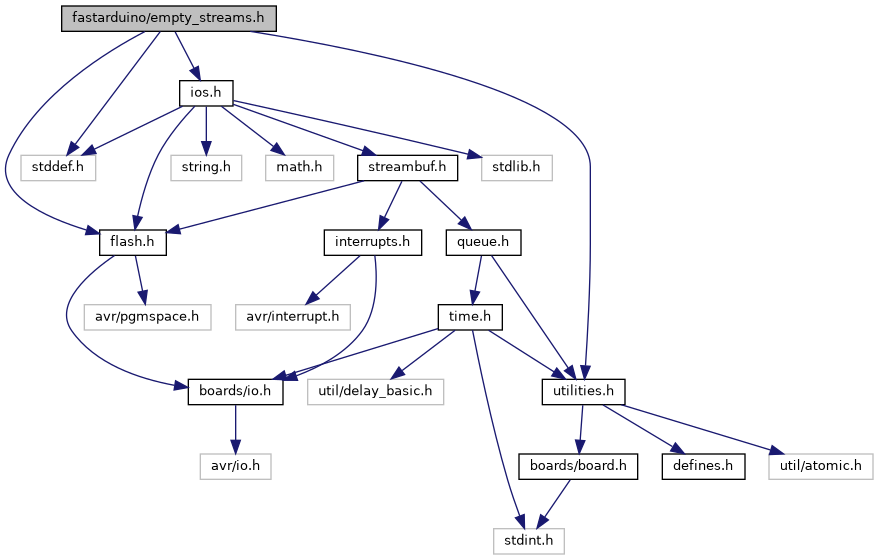 fastarduino/empty_streams.h
ios.h
stddef.h
string.h
math.h
streambuf.h
stdlib.h
flash.h
interrupts.h
queue.h
avr/pgmspace.h
avr/interrupt.h
time.h
boards/io.h
util/delay_basic.h
utilities.h
avr/io.h
boards/board.h
defines.h
util/atomic.h
stdint.h